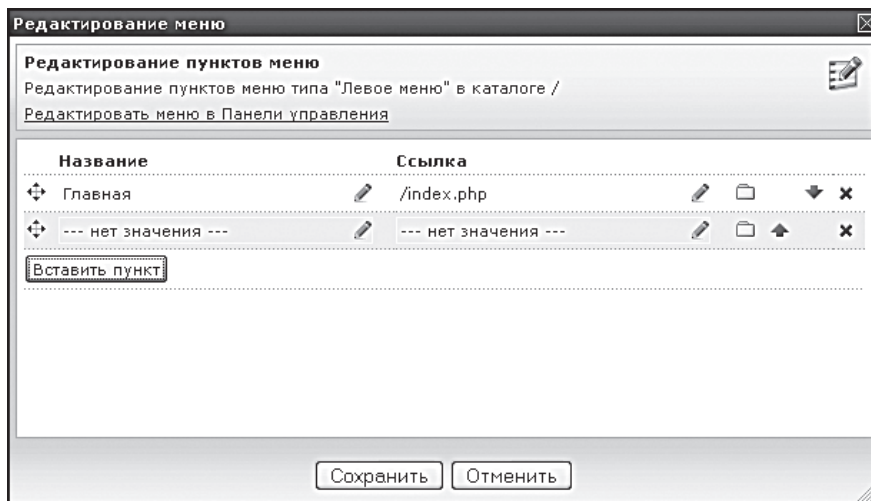 Редактирование меню
Редактирование пунктов меню
Редактирование пунктов меню типа "Левое меню" в каталоге /
Редактировать меню в Панели управления
Название Ссылка
Главная /index.php
--- нет значения --- --- нет значения ---
Вставить пункт
Сохранить Отменить